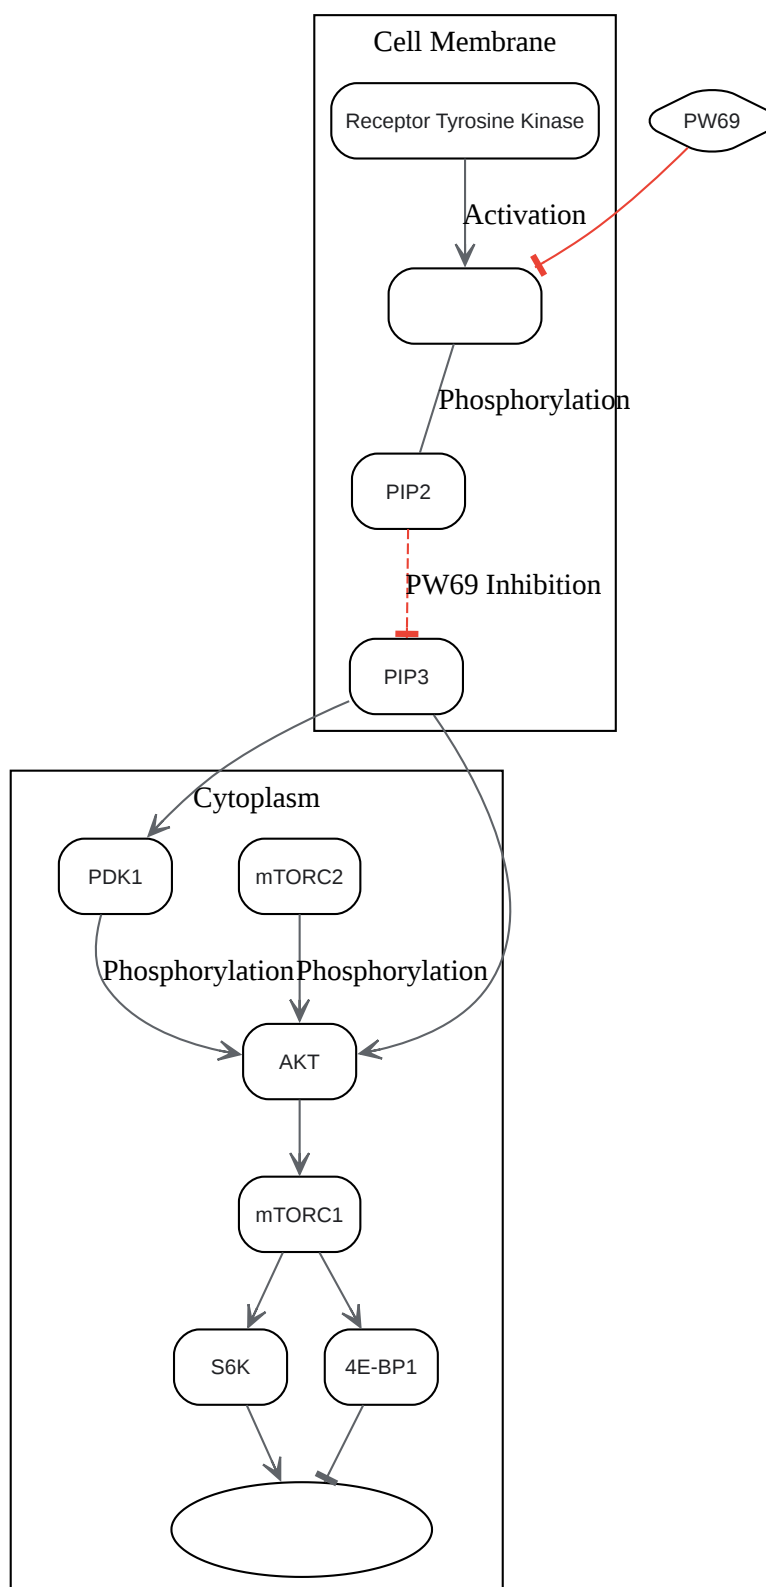 Cell Membrane
Receptor Tyrosine Kinase
PW69
Activation
Phosphorylation
PIP2
PW69 Inhibition
PIP3
Cytoplasm
PDK1
mTORC2
Phosphorylation
Phosphorylation
AKT
mTORC1
S6K
4E-BP1